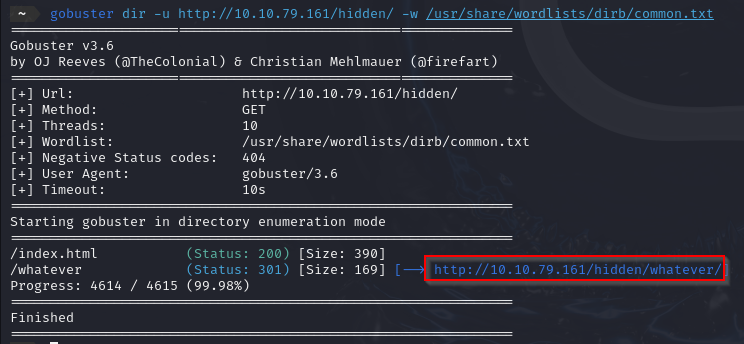 ~ gobuster dir -u http://10.10.79.161/hidden/ -w /usr/share/wordlists/dirb/common.txt
===============================================================
Gobuster v3.6
by OJ Reeves (@TheColonial) & Christian Mehlmauer (@firefart)
===============================================================
[+] Url: http://10.10.79.161/hidden/
[+] Method: GET
[+] Threads: 10
[+] Wordlist: /usr/share/wordlists/dirb/common.txt
[+] Negative Status codes: 404
[+] User Agent: gobuster/3.6
[+] Timeout: 10s
===============================================================
Starting gobuster in directory enumeration mode
===============================================================
/index.html (Status: 200) [Size: 390]
/whatever (Status: 301) [Size: 169] [--> http://10.10.79.161/hidden/whatever/]
Progress: 4614 / 4615 (99.98%)
===============================================================
Finished
===============================================================